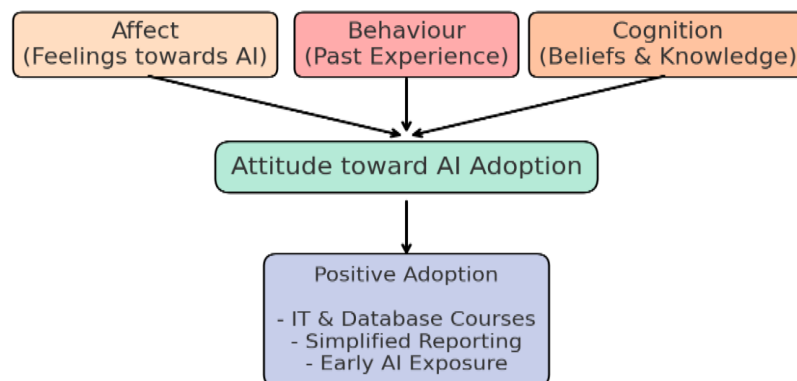 Affect
(Feelings towards AI)
Behaviour
(Past Experience)
Cognition
(Beliefs & Knowledge)
Attitude toward AI Adoption
Positive Adoption
- IT & Database Courses
- Simplified Reporting
- Early AI Exposure